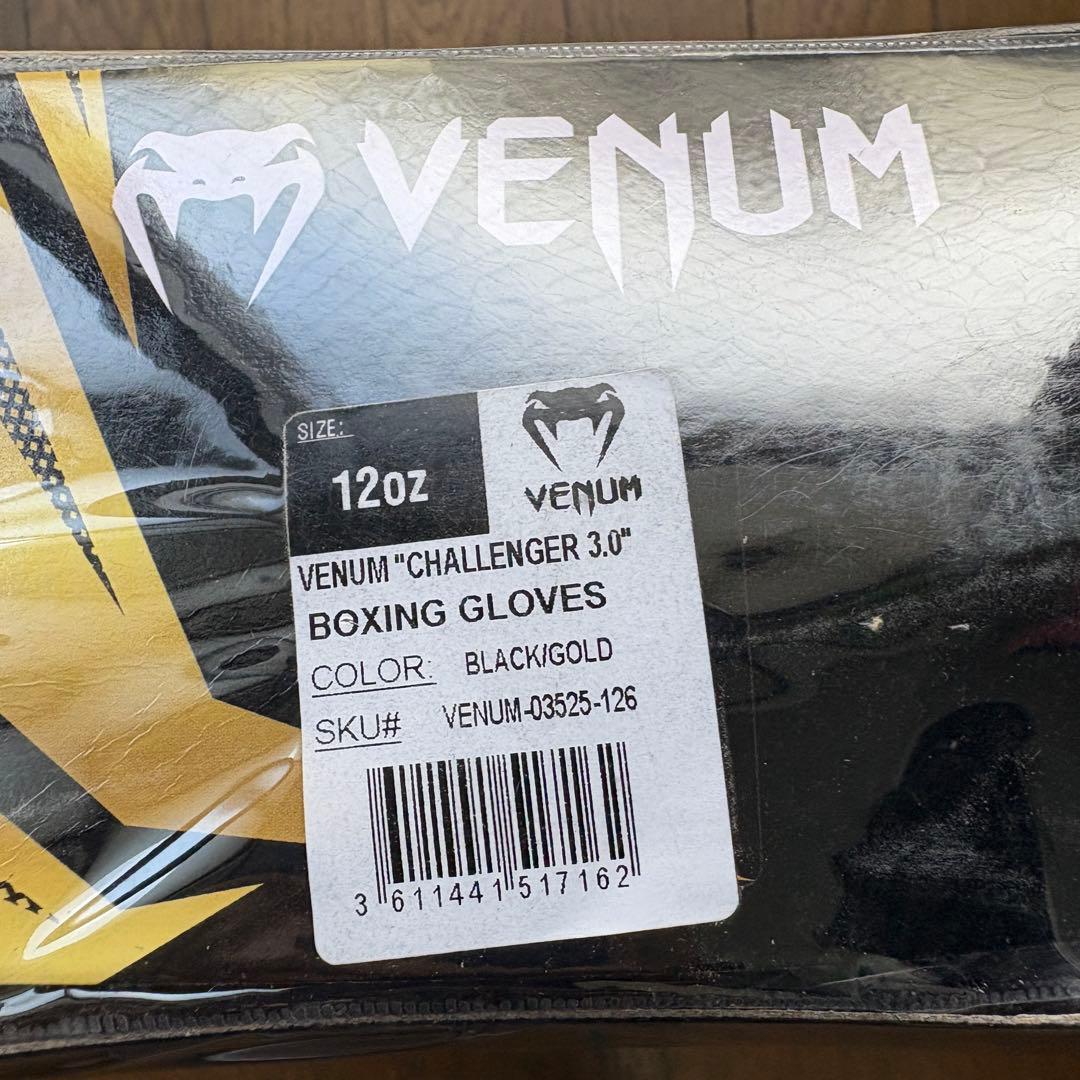 VENUM
SIZE:
12oz
VENUM
VENUM "CHALLENGER 3.0"
BOXING GLOVES
COLOR: BLACK/GOLD
SKU# VENUM-03525-126
3 611441 517162